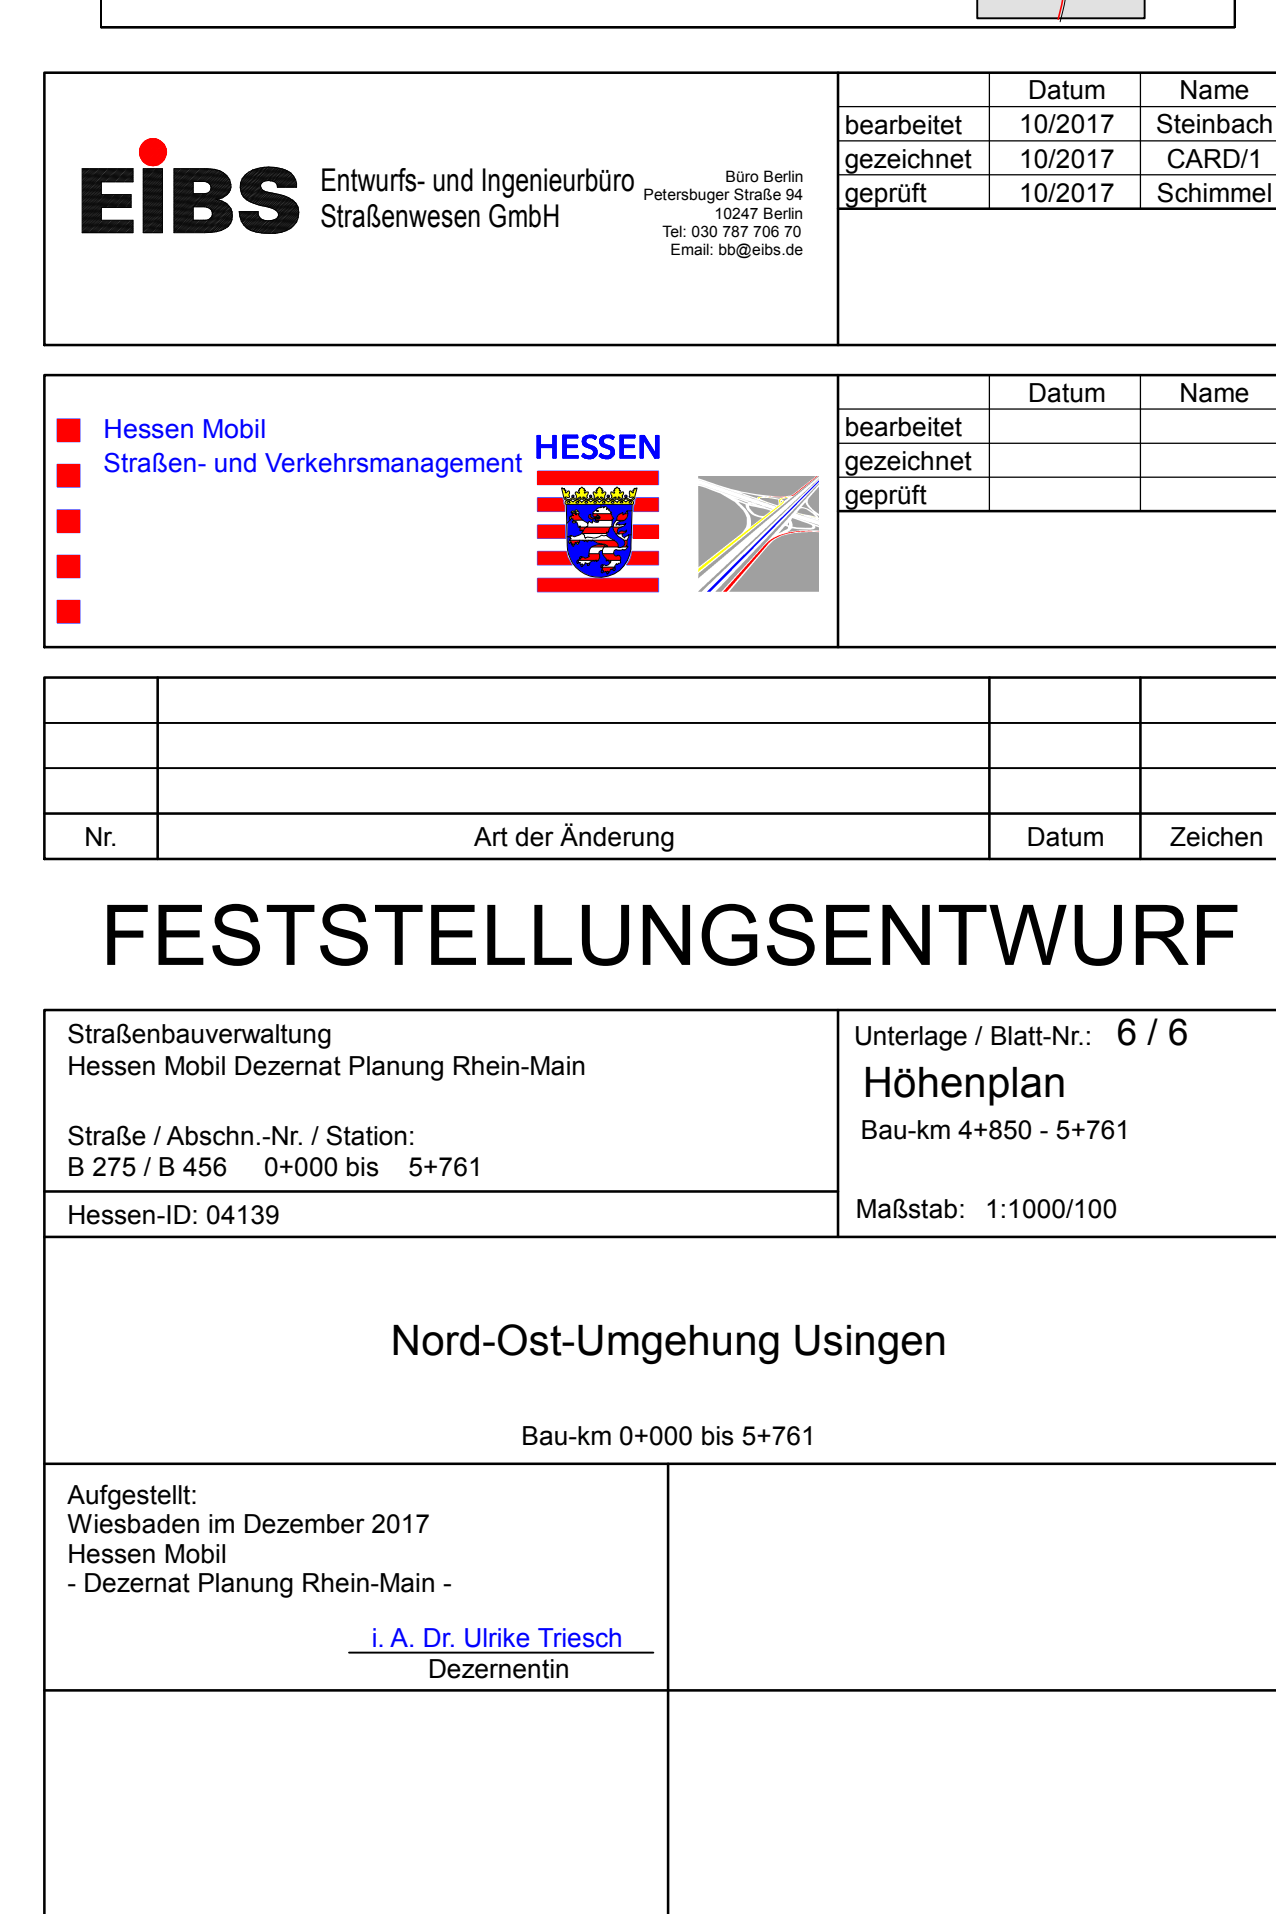 Datum Name
bearbeitet 10/2017 Steinbach
gezeichnet 10/2017 CARD/1
geprüft 10/2017 Schimmel
EiBS
Entwurfs- und Ingenieurbüro
Straßenwesen GmbH
Büro Berlin
Petersbuger Straße 94
10247 Berlin
Tel: 030 787 706 70
Email: bb@eibs.de
Hessen Mobil
Straßen- und Verkehrsmanagement
HESSEN
Datum Name
bearbeitet
gezeichnet
geprüft
Nr. Art der Änderung Datum Zeichen
FESTSTELLUNGSENTWURF
Straßenbauverwaltung
Hessen Mobil Dezernat Planung Rhein-Main
Straße / Abschn.-Nr. / Station:
B 275 / B 456 0+000 bis 5+761
Hessen-ID: 04139
Unterlage / Blatt-Nr.: 6 / 6
Höhenplan
Bau-km 4+850 - 5+761
Maßstab: 1:1000/100
Nord-Ost-Umgehung Usingen
Bau-km 0+000 bis 5+761
Aufgestellt:
Wiesbaden im Dezember 2017
Hessen Mobil
- Dezernat Planung Rhein-Main -
i. A. Dr. Ulrike Triesch
Dezernentin